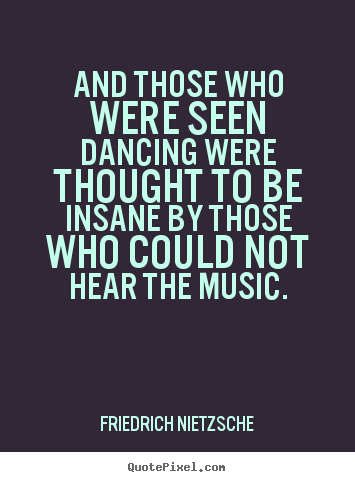 AND THOSE WHO
WERE SEEN
DANCING WERE
THOUGHT TO BE
INSANE BY THOSE
WHO COULD NOT
HEAR THE MUSIC.
FRIEDRICH NIETZSCHE
QuotePixel.com